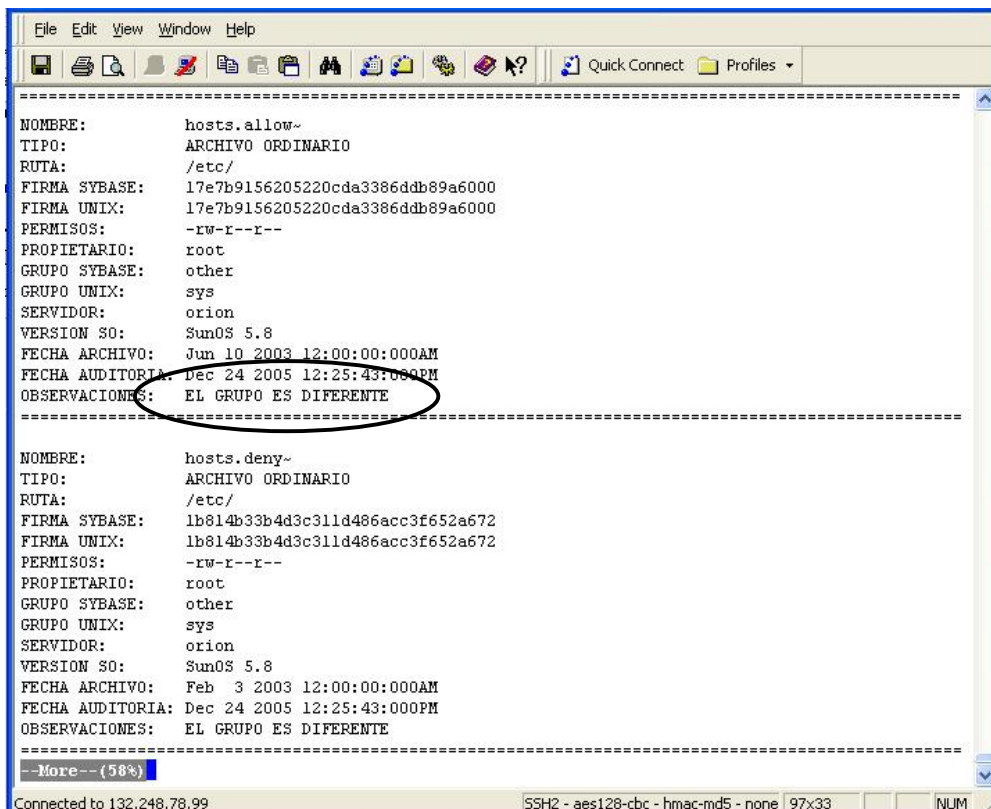 File Edit View Window Help
Quick Connect Profiles
=================================================================================================
NOMBRE: hosts.allow~
TIPO: ARCHIVO ORDINARIO
RUTA: /etc/
FIRMA SYBASE: 17e7b9156205220cda3386ddb89a6000
FIRMA UNIX: 17e7b9156205220cda3386ddb89a6000
PERMISOS: -rw-r--r--
PROPIETARIO: root
GRUPO SYBASE: other
GRUPO UNIX: sys
SERVIDOR: orion
VERSION SO: SunOS 5.8
FECHA ARCHIVO: Jun 10 2003 12:00:00:000AM
FECHA AUDITORIA: Dec 24 2005 12:25:43:000PM
OBSERVACIONES: EL GRUPO ES DIFERENTE
=================================================================================================
NOMBRE: hosts.deny~
TIPO: ARCHIVO ORDINARIO
RUTA: /etc/
FIRMA SYBASE: 1b814b33b4d3c311d486acc3f652a672
FIRMA UNIX: 1b814b33b4d3c311d486acc3f652a672
PERMISOS: -rw-r--r--
PROPIETARIO: root
GRUPO SYBASE: other
GRUPO UNIX: sys
SERVIDOR: orion
VERSION SO: SunOS 5.8
FECHA ARCHIVO: Feb 3 2003 12:00:00:000AM
FECHA AUDITORIA: Dec 24 2005 12:25:43:000PM
OBSERVACIONES: EL GRUPO ES DIFERENTE
=================================================================================================
--More--(58%)
Connected to 132.248.78.99 SSH2 - aes128-cbc - hmac-md5 - none 97x33 NUM